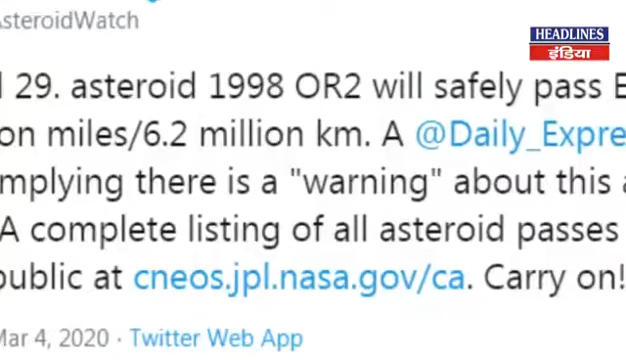 AsteroidWatch
HEADLINES
इंडिया
29. asteroid 1998 OR2 will safely pass
miles/6.2 million km. A @Daily_Expre
mplying there is a "warning" about this
A complete listing of all asteroid passes
public at cneos.jpl.nasa.gov/ca. Carry on!
Mar 4, 2020 · Twitter Web App